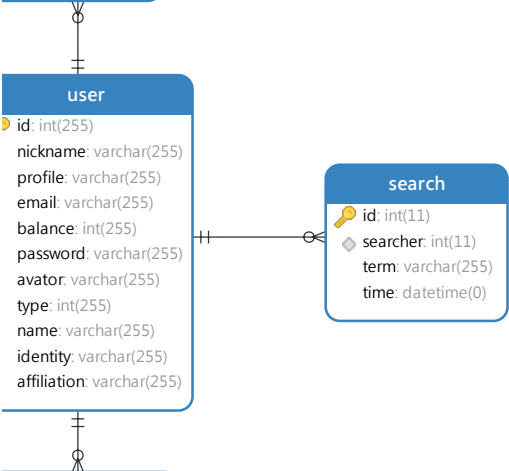 user
id: int(255)
nickname: varchar(255)
profile: varchar(255)
email: varchar(255)
balance: int(255)
password: varchar(255)
avator: varchar(255)
type: int(255)
name: varchar(255)
identity: varchar(255)
affiliation: varchar(255)
search
id: int(11)
searcher: int(11)
term: varchar(255)
time: datetime(0)